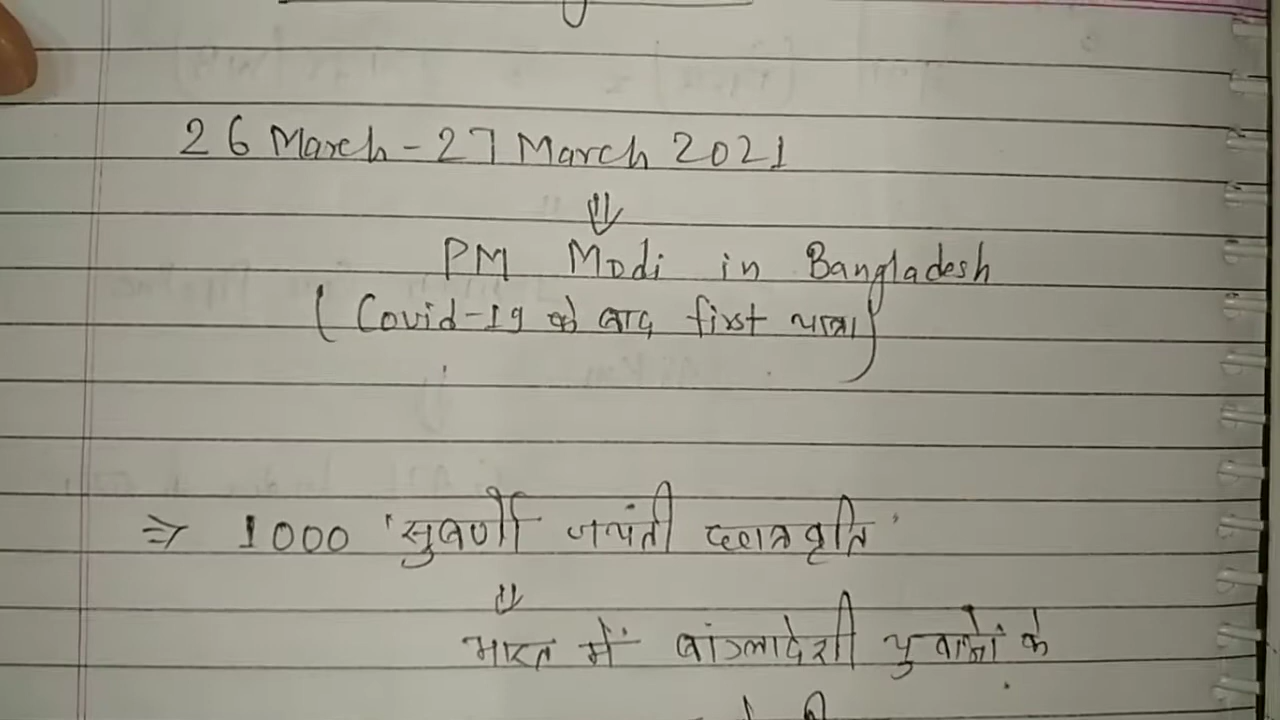 26 March - 27 March 2021
⇓
PM Modi in Bangladesh
(Covid-19 के बाद first यात्रा)
⇒ 1000 'सुवर्ण जयंती छात्रवृति'
⇓
भारत में बांग्लादेशी युवाओं के